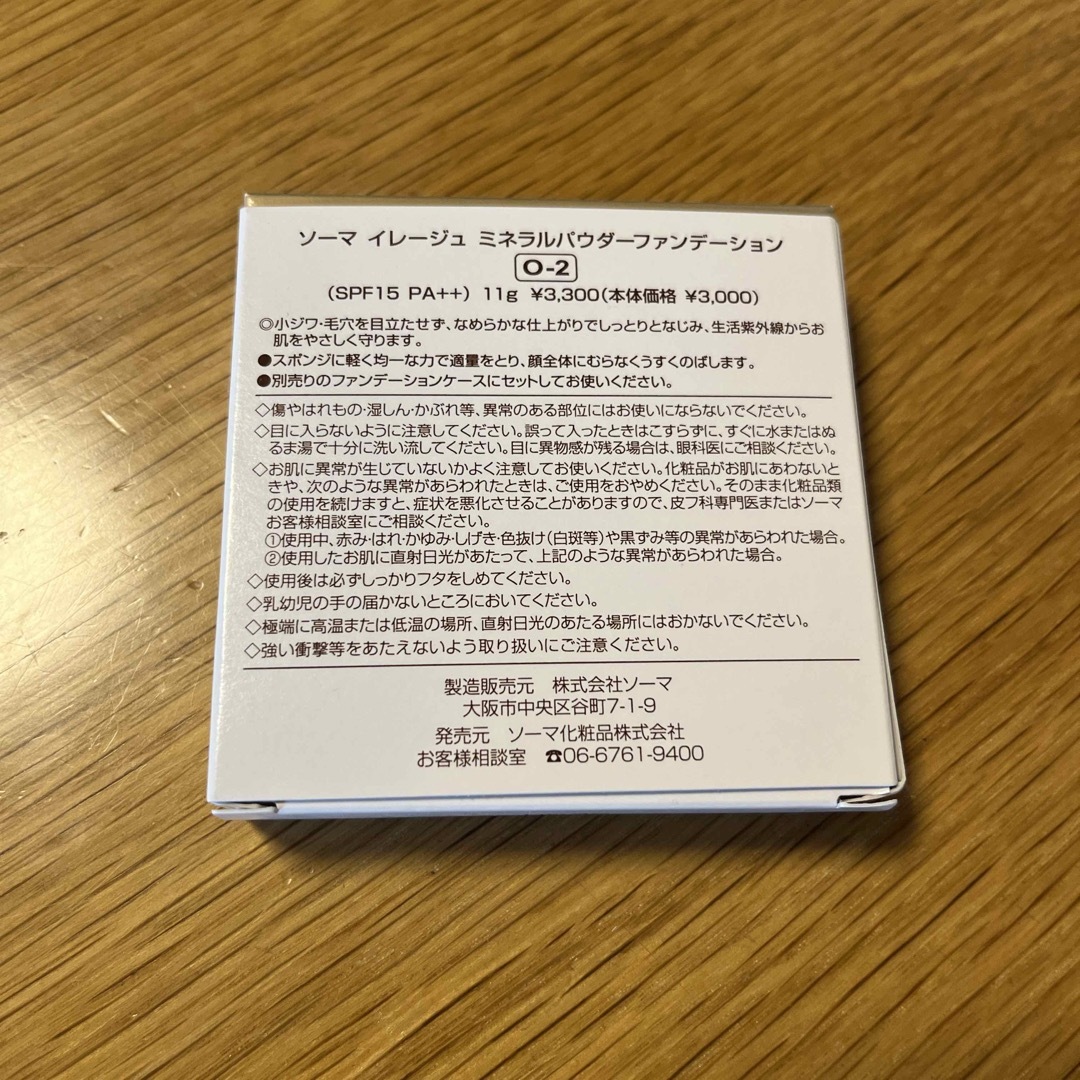 ソーマ イレージュ ミネラルパウダーファンデーション
O-2
(SPF15 PA++) 11g ¥3,300(本体価格 ¥3,000)
◎小ジワ・毛穴を目立たせず、なめらかな仕上がりでしっとりとなじみ、生活紫外線からお
肌をやさしく守ります。
●スポンジに軽く均一な力で適量をとり、顔全体にむらなくうすくのばします。
●別売りのファンデーションケースにセットしてお使いください。
◇傷やはれもの・湿しん・かぶれ等、異常のある部位にはお使いにならないでください。
◇目に入らないように注意してください。誤って入ったときはこすらずに、すぐに水またはぬ
るま湯で十分に洗い流してください。目に異物感が残る場合は、眼科医にご相談ください。
◇お肌に異常が生じていないかよく注意してお使いください。化粧品がお肌にあわないと
きや、次のような異常があらわれたときは、ご使用をおやめください。そのまま化粧品類
の使用を続けますと、症状を悪化させることがありますので、皮フ科専門医またはソーマ
お客様相談室にご相談ください。
①使用中、赤み・はれ・かゆみ・しげき・色抜け(白斑等)や黒ずみ等の異常があらわれた場合。
②使用したお肌に直射日光があたって、上記のような異常があらわれた場合。
◇使用後は必ずしっかりフタをしめてください。
◇乳幼児の手の届かないところにおいてください。
◇極端に高温または低温の場所、直射日光のあたる場所にはおかないでください。
◇強い衝撃等をあたえないよう取り扱いにご注意ください。
製造販売元 株式会社ソーマ
大阪市中央区谷町7-1-9
発売元 ソーマ化粧品株式会社
お客様相談室 ☎06-6761-9400